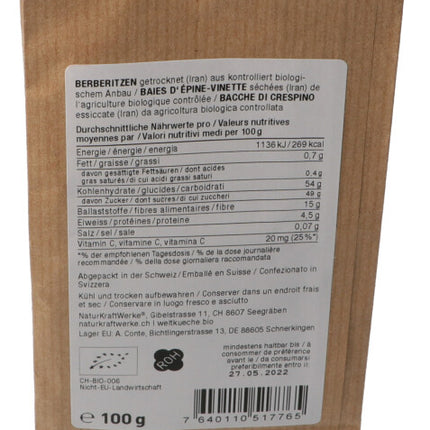 BERBERITZEN getrocknet (Iran) aus kontrolliert biologi-
schem Anbau / BAIES D'ÉPINE-VINETTE séchées (Iran) de
l'agriculture biologique contrôlée / BACCHE DI CRESPINO
essiccate (Iran) da agricoltura biologica controllata
Durchschnittliche Nährwerte pro / Valeurs nutritives
moyennes par / Valori nutritivi medi per 100 g
Energie / énergie / energia 1136 kJ / 269 kcal
Fett / graisse / grassi 0,7 g
davon gesättigte Fettsäuren / dont acides
gras saturés / di cui acidi grassi saturi 0,4 g
Kohlenhydrate / glucides / carboidrati 54 g
davon Zucker / dont sucres / di cui zuccheri 49 g
Ballaststoffe / fibres alimentaires / fibre 15 g
Eiweiss / protéines / proteine 4,5 g
Salz / sel / sale 0,07 g
Vitamin C, vitamine C, vitamina C 20 mg (25%*)
*% der empfohlenen Tagesdosis / % de la dose journalière
recommandée / % della dose giornaliera raccomandata
Abgepackt in der Schweiz / Emballé en Suisse / Confezionato in
Svizzera
Kühl und trocken aufbewahren / Conserver dans un endroit frais
et sec / Conservare in luogo fresco e asciutto
NaturKraftWerke®, Gibelstrasse 11, CH 8607 Seegräben
naturkraftwerke.ch | weltkueche bio
Lager EU: A. Conte, Bichtlingerstrasse 13, DE 88605 Schnerkingen
CH-BIO-006
Nicht-EU-Landwirtschaft
ROH
mindestens haltbar bis / à
consommer de préférence
avant le / da consumarsi
preferibilmente entro il:
27.05.2022
℮ 100 g
7 640110 517765